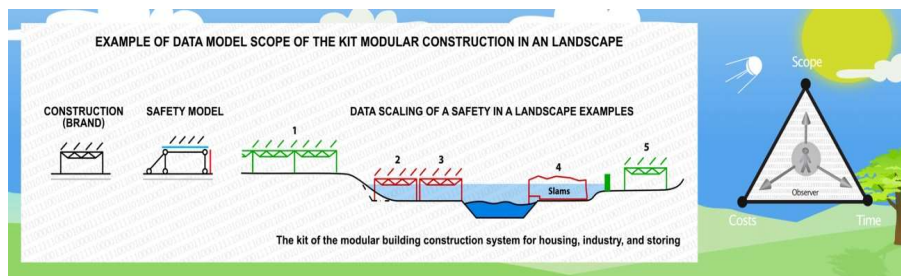 EXAMPLE OF DATA MODEL SCOPE OF THE KIT MODULAR CONSTRUCTION IN AN LANDSCAPE
CONSTRUCTION
(BRAND)
SAFETY MODEL
DATA SCALING OF A SAFETY IN A LANDSCAPE EXAMPLES
1
2
3
4
5
Slams
The kit of the modular building construction system for housing, industry, and storing
Scope
Observer
Costs
Time